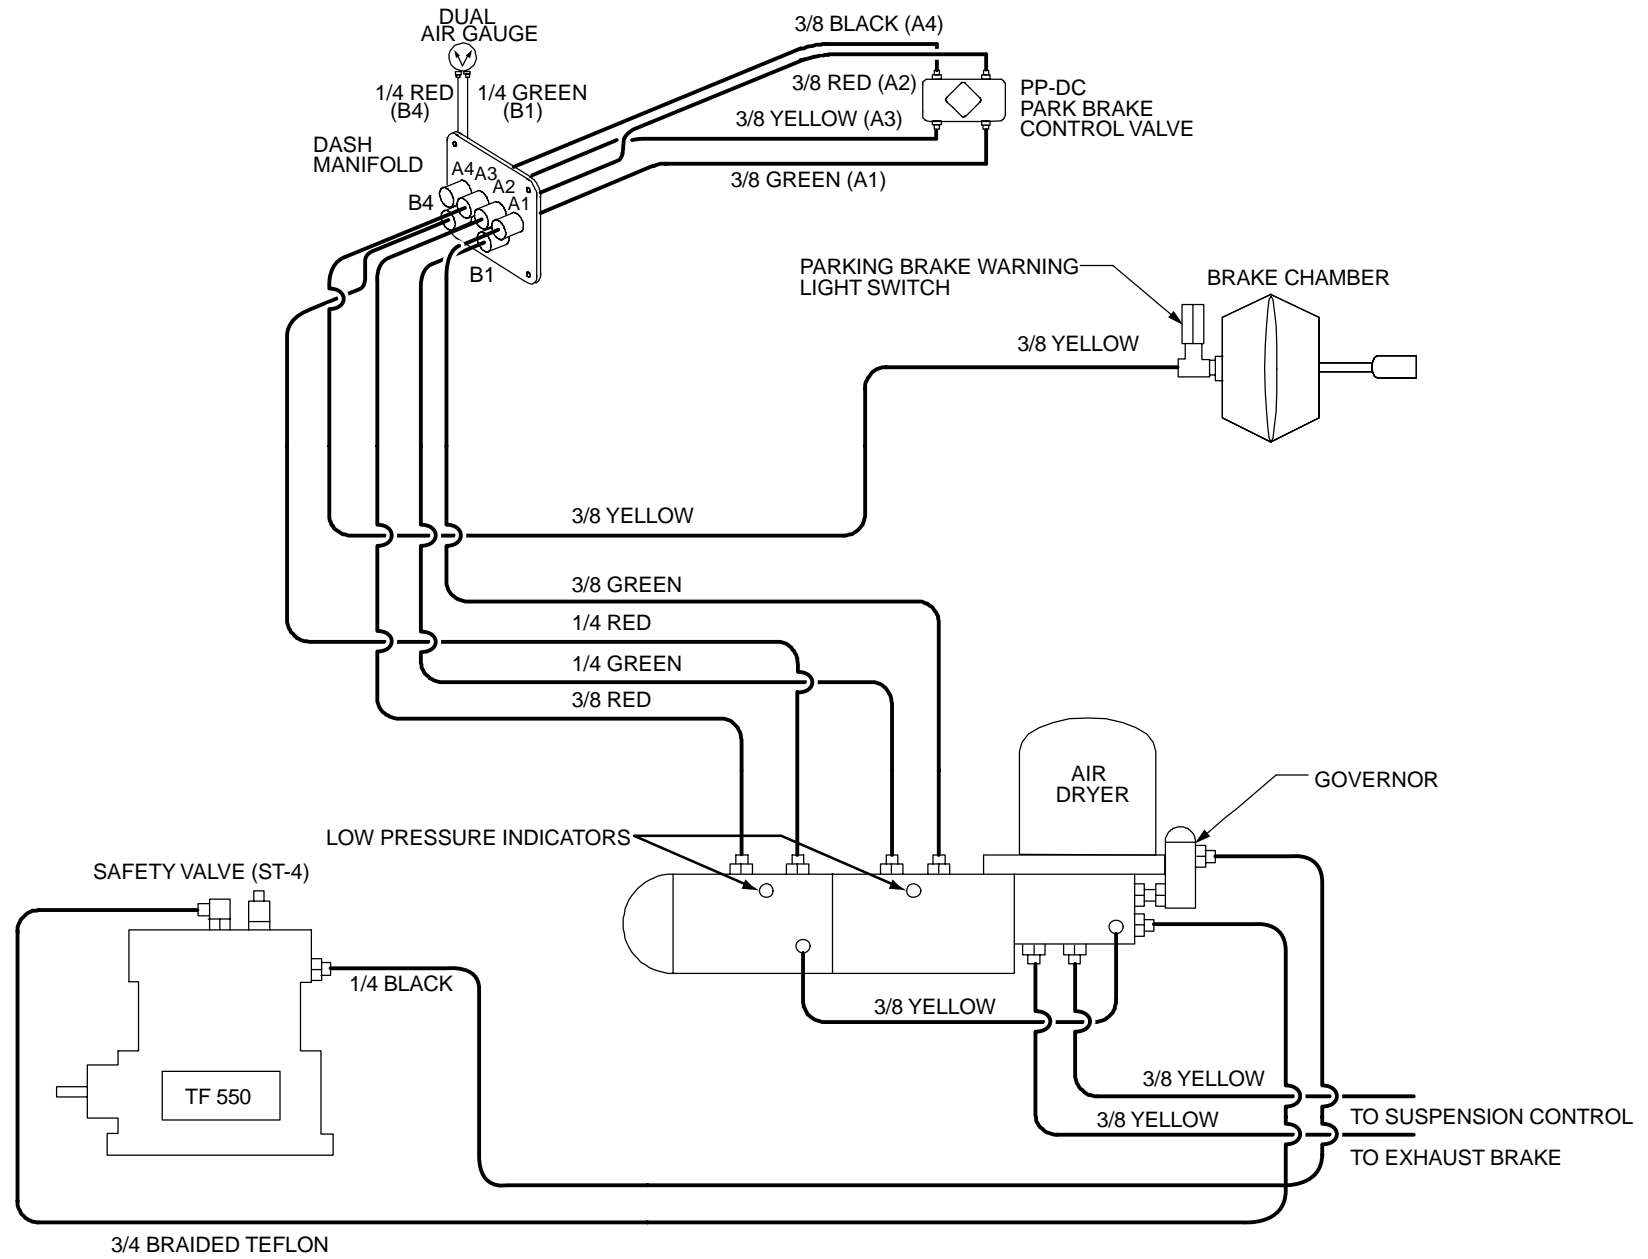 DUAL
AIR GAUGE
3/8 BLACK (A4)
1/4 RED
(B4)
1/4 GREEN
(B1)
3/8 RED (A2)
PP-DC
PARK BRAKE
CONTROL VALVE
3/8 YELLOW (A3)
DASH
MANIFOLD
A4
A3
A2
A1
3/8 GREEN (A1)
B4
B1
PARKING BRAKE WARNING
LIGHT SWITCH
BRAKE CHAMBER
3/8 YELLOW
3/8 YELLOW
3/8 GREEN
1/4 RED
1/4 GREEN
3/8 RED
AIR
DRYER
GOVERNOR
LOW PRESSURE INDICATORS
SAFETY VALVE (ST-4)
1/4 BLACK
3/8 YELLOW
TF 550
3/8 YELLOW
TO SUSPENSION CONTROL
3/8 YELLOW
TO EXHAUST BRAKE
3/4 BRAIDED TEFLON